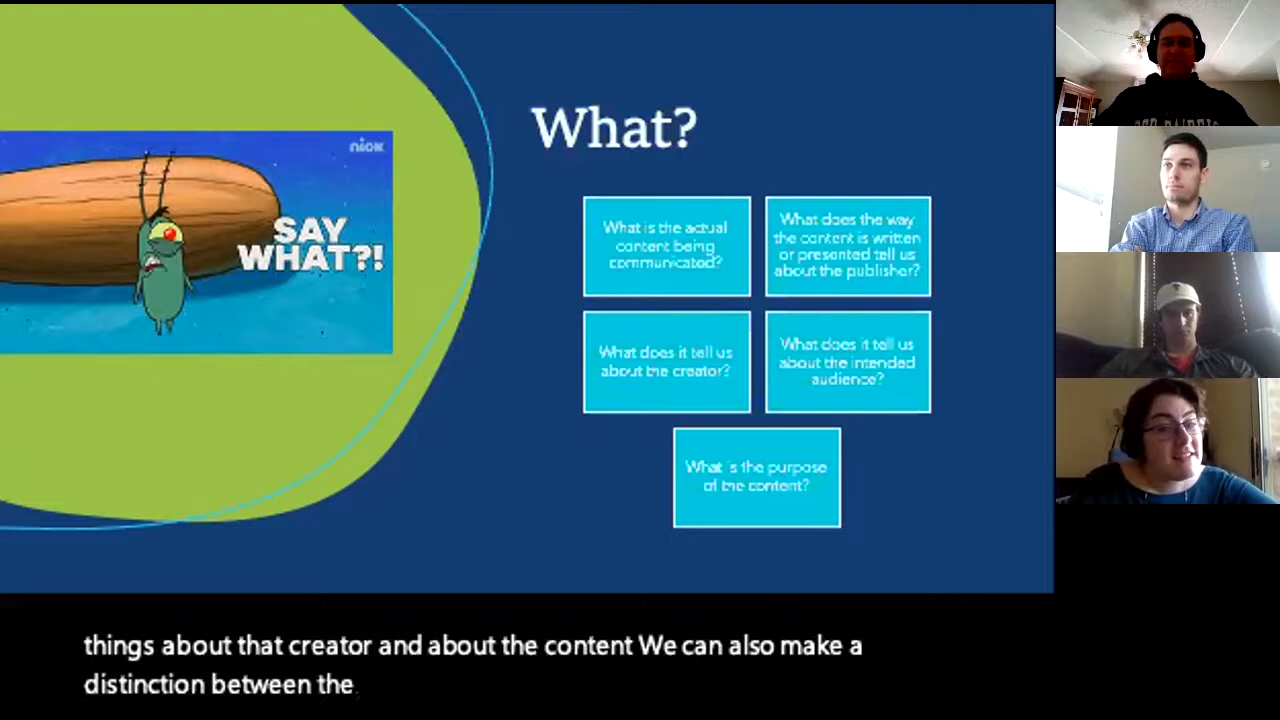 nick
SAY
WHAT?!
What?
What is the actual
content being
communicated?
What does the way
the content is written
or presented tell us
about the publisher?
What does it tell us
about the creator?
What does it tell us
about the intended
audience?
What is the purpose
of the content?
things about that creator and about the content We can also make a
distinction between the